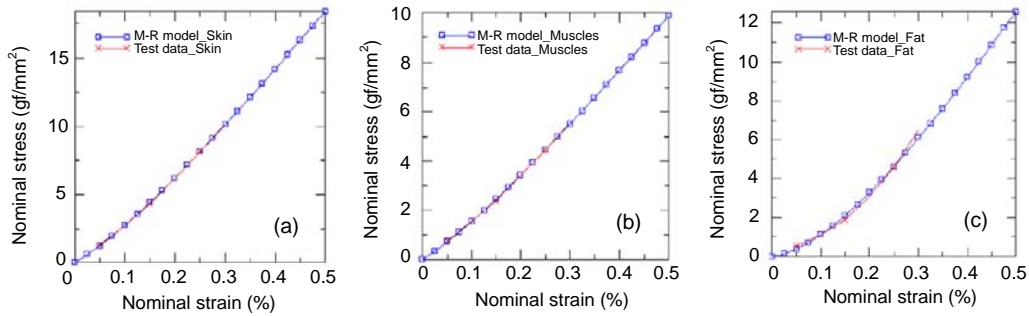 M-R model_Skin
Test data_Skin
Nominal stress (gf/mm²)
15
10
5
0
0 0.1 0.2 0.3 0.4 0.5
Nominal strain (%)
(a)
M-R model_Muscles
Test data_Muscles
Nominal stress (gf/mm²)
10
8
6
4
2
0
0 0.1 0.2 0.3 0.4 0.5
Nominal strain (%)
(b)
M-R model_Fat
Test data_Fat
Nominal stress (gf/mm²)
12
10
8
6
4
2
0
0 0.1 0.2 0.3 0.4 0.5
Nominal strain (%)
(c)